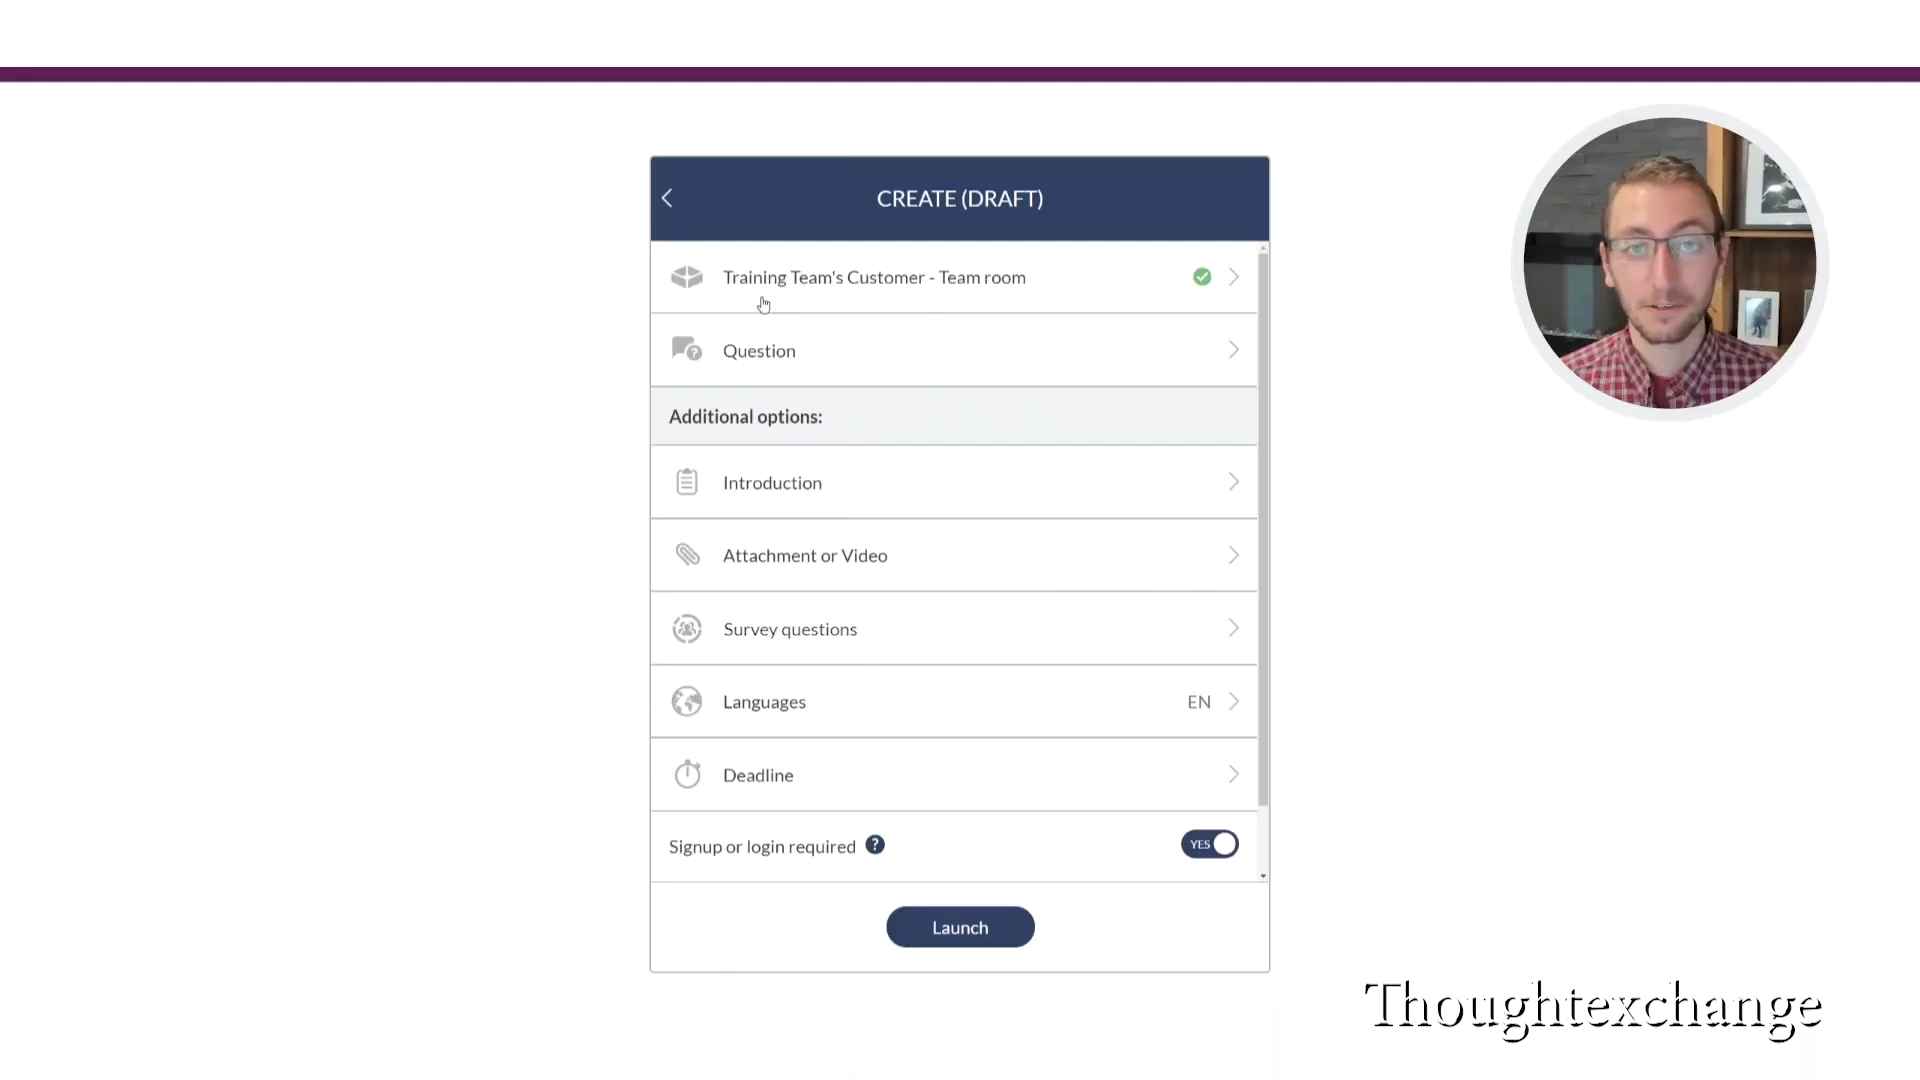 CREATE (DRAFT)
Training Team's Customer - Team room
Question
Additional options:
Introduction
Attachment or Video
Survey questions
Languages EN
Deadline
Signup or login required ? YES
Launch
Thoughtexchange